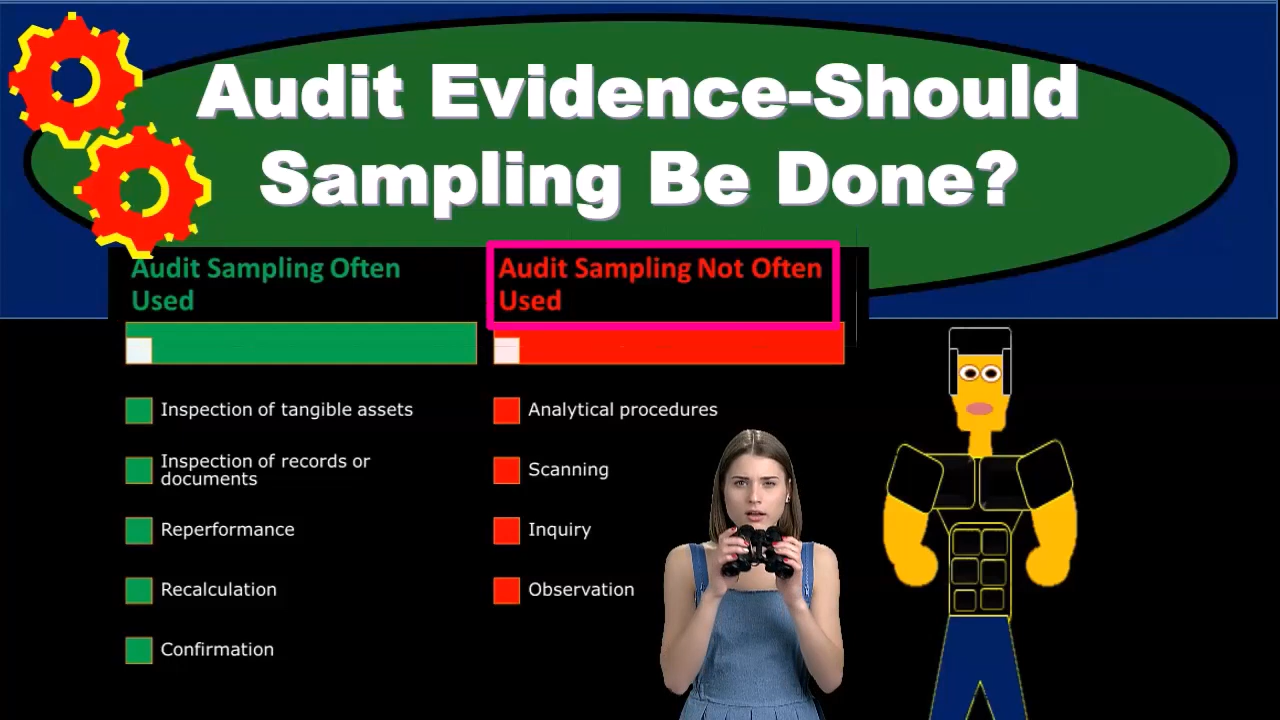 Audit Evidence-Should
Sampling Be Done?
Audit Sampling Often
Used
Inspection of tangible assets
Inspection of records or
documents
Reperformance
Recalculation
Confirmation
Audit Sampling Not Often
Used
Analytical procedures
Scanning
Inquiry
Observation